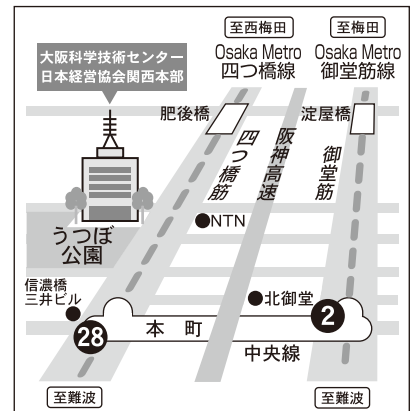 至西梅田
至梅田
Osaka Metro
四つ橋線
Osaka Metro
御堂筋線
大阪科学技術センター
日本経営協会関西本部
肥後橋
淀屋橋
四つ橋筋
阪神高速
御堂筋
NTN
うつぼ
公園
信濃橋
三井ビル
北御堂
28
本町
2
中央線
至難波
至難波